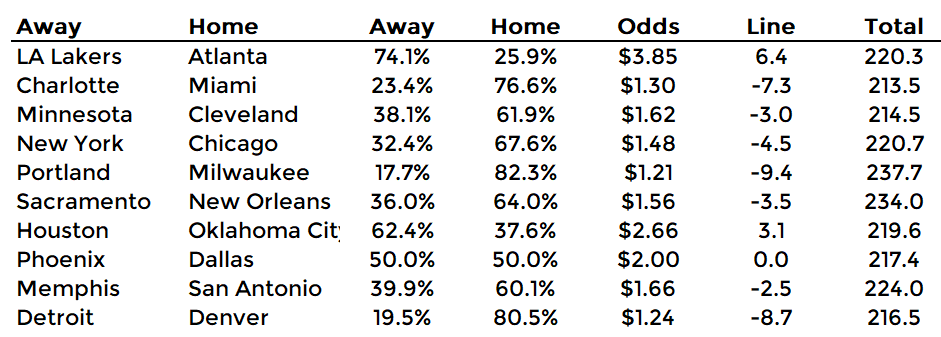 Away Home Away Home Odds Line Total
LA Lakers Atlanta 74.1% 25.9% $3.85 6.4 220.3
Charlotte Miami 23.4% 76.6% $1.30 -7.3 213.5
Minnesota Cleveland 38.1% 61.9% $1.62 -3.0 214.5
New York Chicago 32.4% 67.6% $1.48 -4.5 220.7
Portland Milwaukee 17.7% 82.3% $1.21 -9.4 237.7
Sacramento New Orleans 36.0% 64.0% $1.56 -3.5 234.0
Houston Oklahoma City 62.4% 37.6% $2.66 3.1 219.6
Phoenix Dallas 50.0% 50.0% $2.00 0.0 217.4
Memphis San Antonio 39.9% 60.1% $1.66 -2.5 224.0
Detroit Denver 19.5% 80.5% $1.24 -8.7 216.5